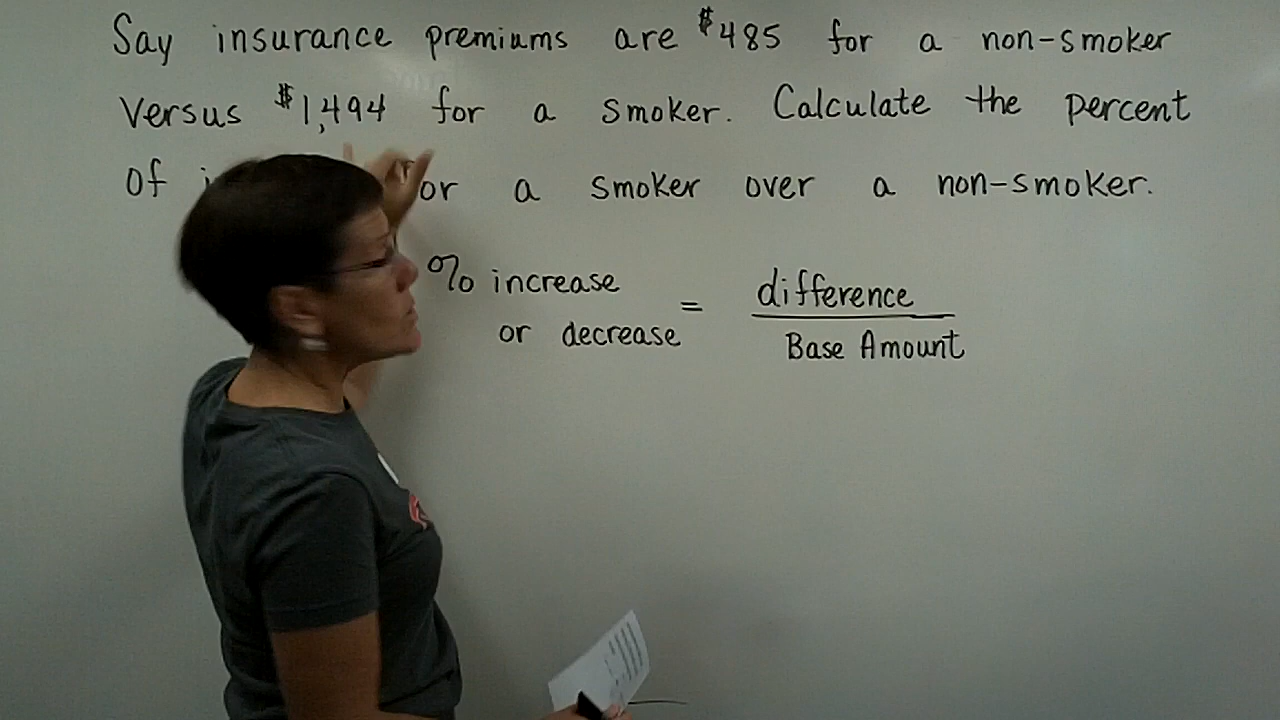 Say insurance premiums are $485 for a non-smoker
Versus $1,494 for a smoker. Calculate the percent
Of a smoker over a non-smoker.
% increase
or decrease = difference
Base Amount